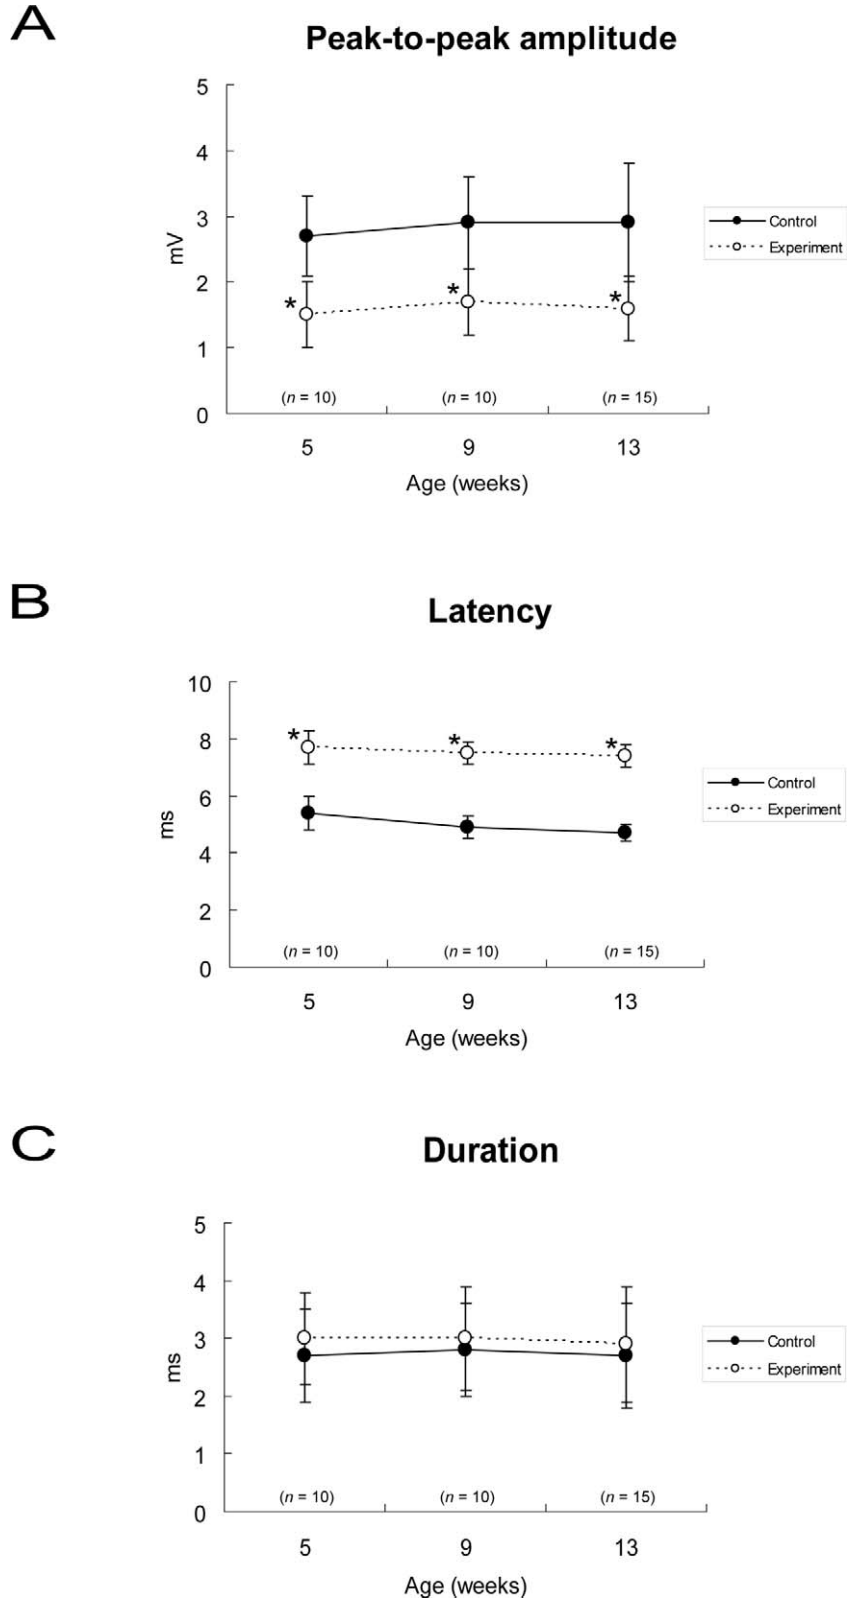 A
Peak-to-peak amplitude
5
4
3
2
1
0
mV
*
*
*
(n = 10)
(n = 10)
(n = 15)
5
9
13
Age (weeks)
Control
Experiment
B
Latency
10
8
6
4
2
0
ms
*
*
*
(n = 10)
(n = 10)
(n = 15)
5
9
13
Age (weeks)
Control
Experiment
C
Duration
5
4
3
2
1
0
ms
(n = 10)
(n = 10)
(n = 15)
5
9
13
Age (weeks)
Control
Experiment